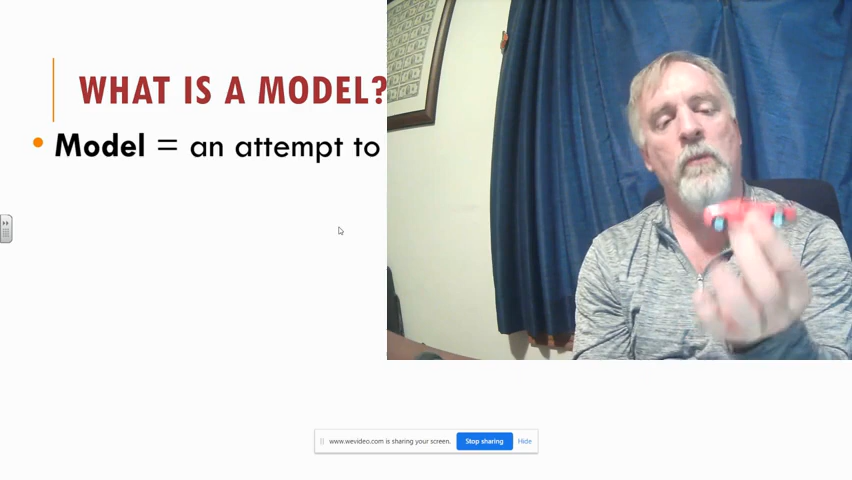 WHAT IS A MODEL?
• Model = an attempt to
www.wevideo.com is sharing your screen. Stop sharing Hide